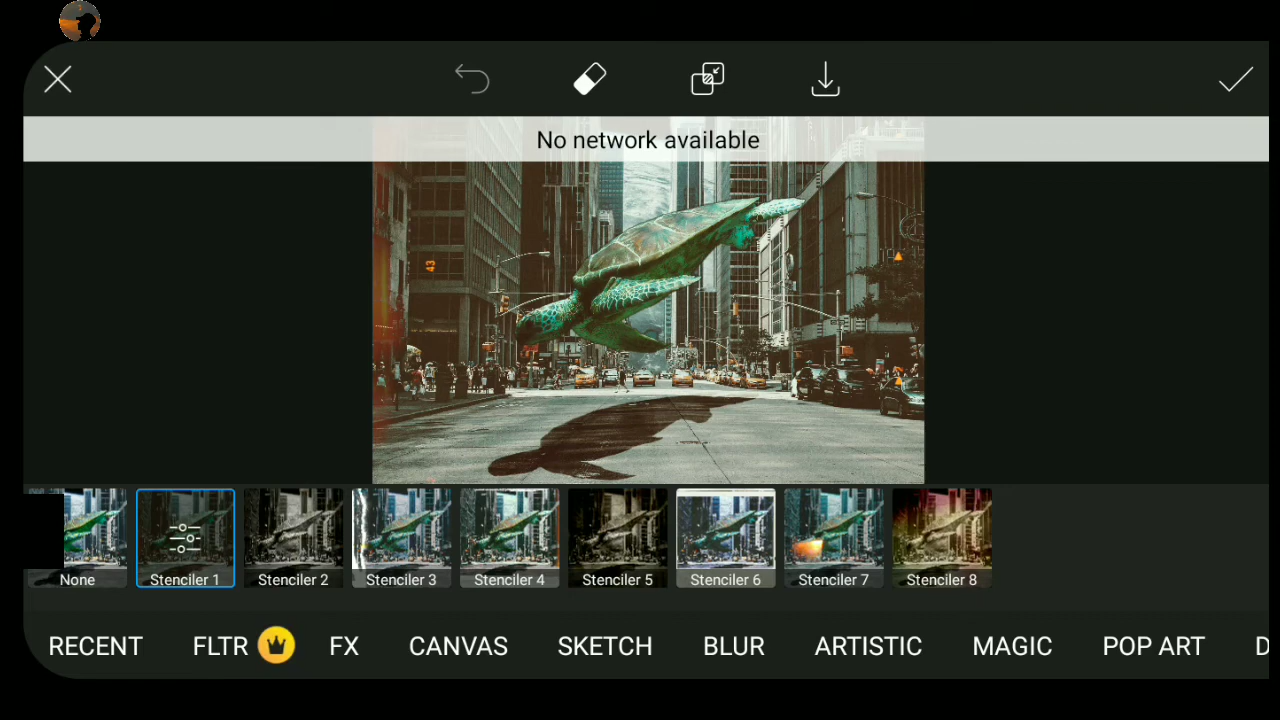 No network available
None
Stenciler 1
Stenciler 2
Stenciler 3
Stenciler 4
Stenciler 5
Stenciler 6
Stenciler 7
Stenciler 8
RECENT
FLTR
FX
CANVAS
SKETCH
BLUR
ARTISTIC
MAGIC
POP ART